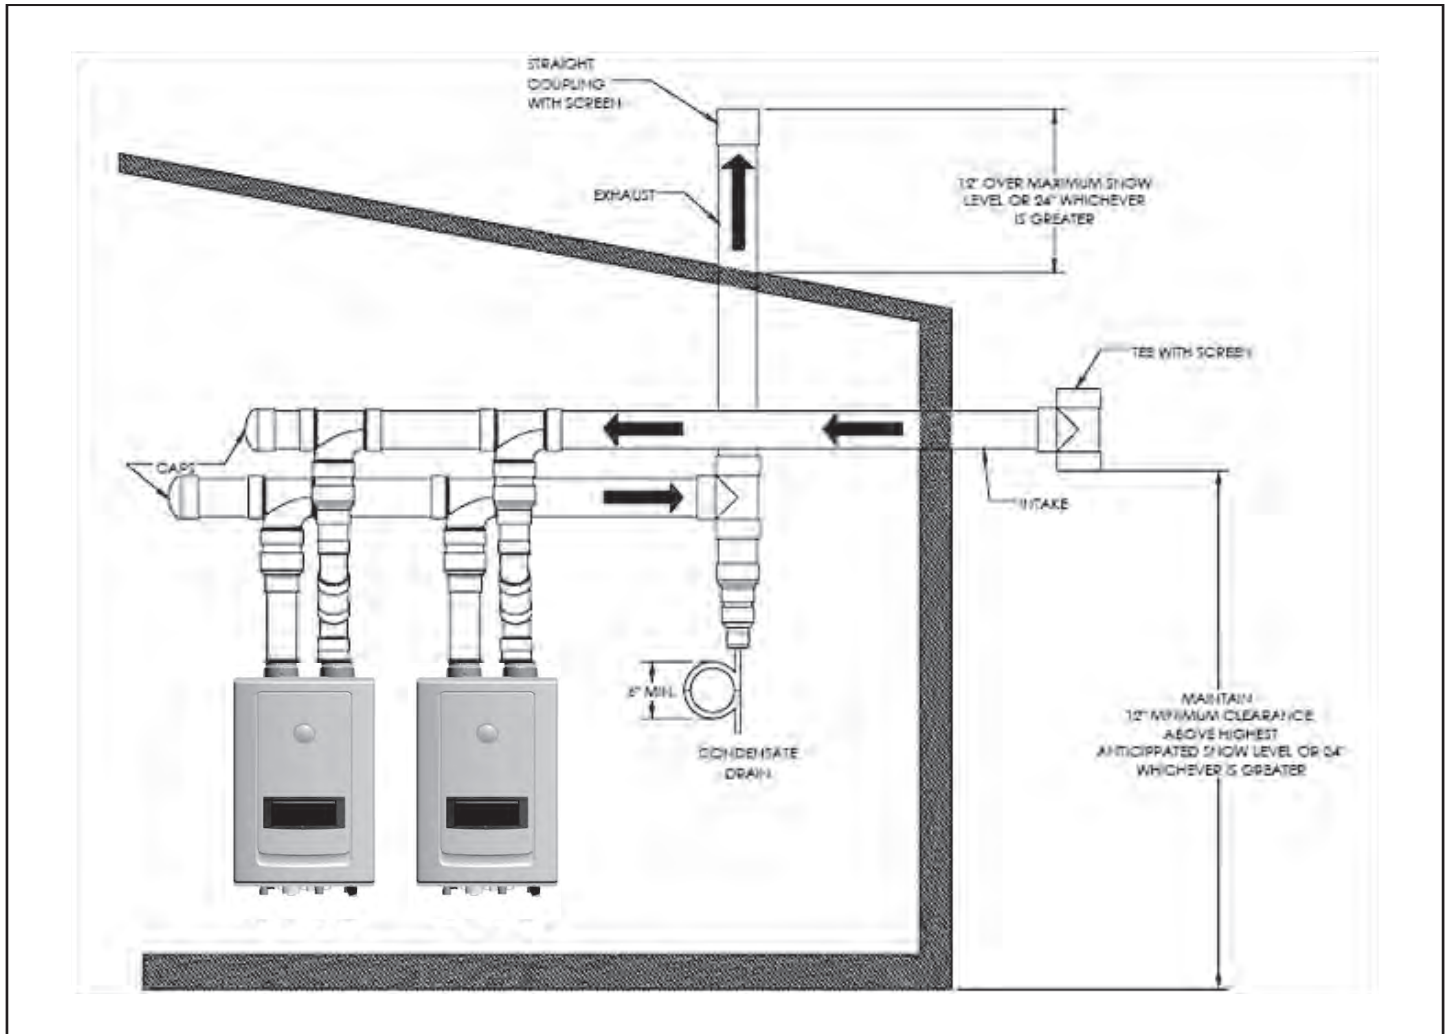 STRAIGHT
COUPLING
WITH SCREEN
EXHAUST
12" OVER MAXIMUM SNOW
LEVEL OR 24" WHICHEVER
IS GREATER
TEE WITH SCREEN
CAPS
INTAKE
MIN.
CONDENSATE
DRAIN
MAINTAIN
12" MINIMUM CLEARANCE
ABOVE HIGHEST
ANTICIPPATED SNOW LEVEL OR 24"
WHICHEVER IS GREATER